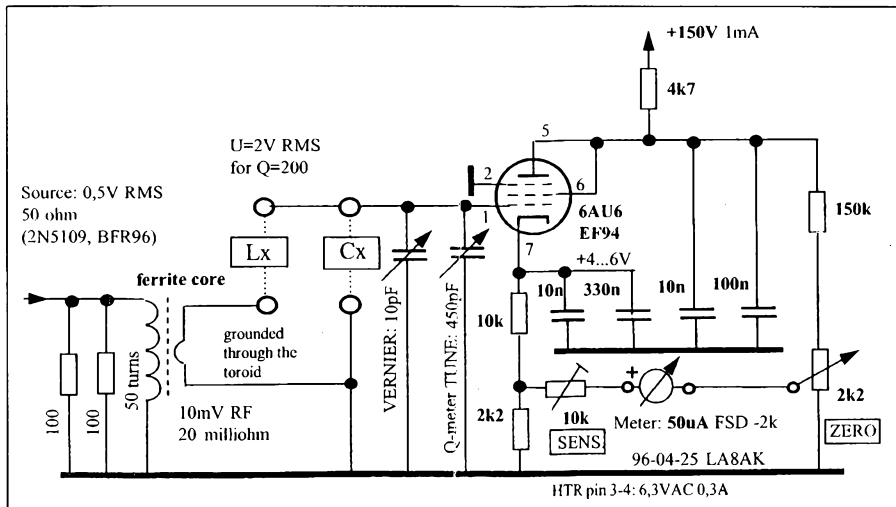 +150V 1mA
4k7
U=2V RMS
for Q=200
5
2
6
1
7
Source: 0,5V RMS
50 ohm
(2N5109, BFR96)
6AU6
EF94
150k
Lx
Cx
ferrite core
+4...6V
10n
330n
10n
100n
10k
VERNIER: 10pF
Q-meter TUNE: 450pF
50 turns
grounded
through the
toroid
100
100
10mV RF
20 milliohm
2k2
+
10k
SENS
Meter: 50uA FSD -2k
2k2
ZERO
96-04-25 LA8AK
HTR pin 3-4: 6,3VAC 0,3A